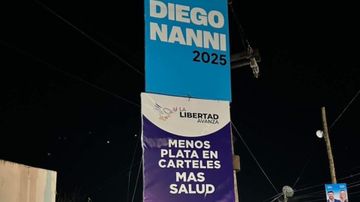 DIEGO
NANNI
2025
LA
LIBERTAD
AVANZA
MENOS
PLATA EN
CARTELES
MAS
SALUD